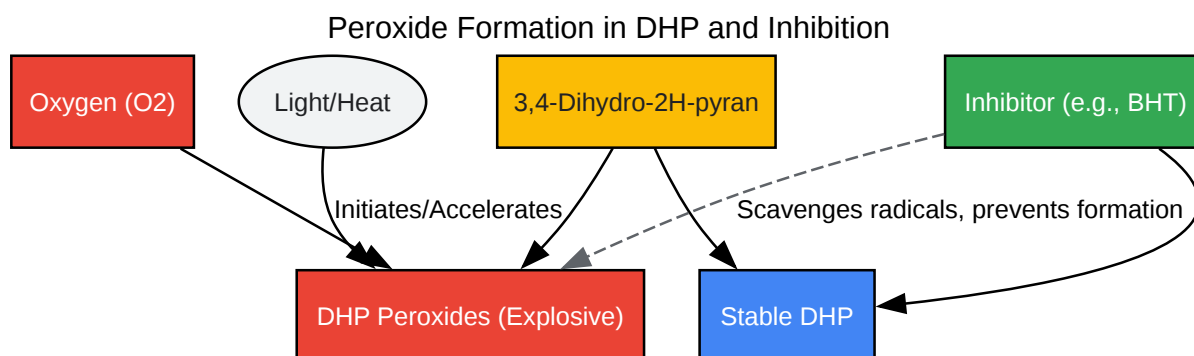 Peroxide Formation in DHP and Inhibition
Oxygen (O2)
Light/Heat
3,4-Dihydro-2H-pyran
Inhibitor (e.g., BHT)
Initiates/Accelerates
Scavenges radicals, prevents formation
DHP Peroxides (Explosive)
Stable DHP